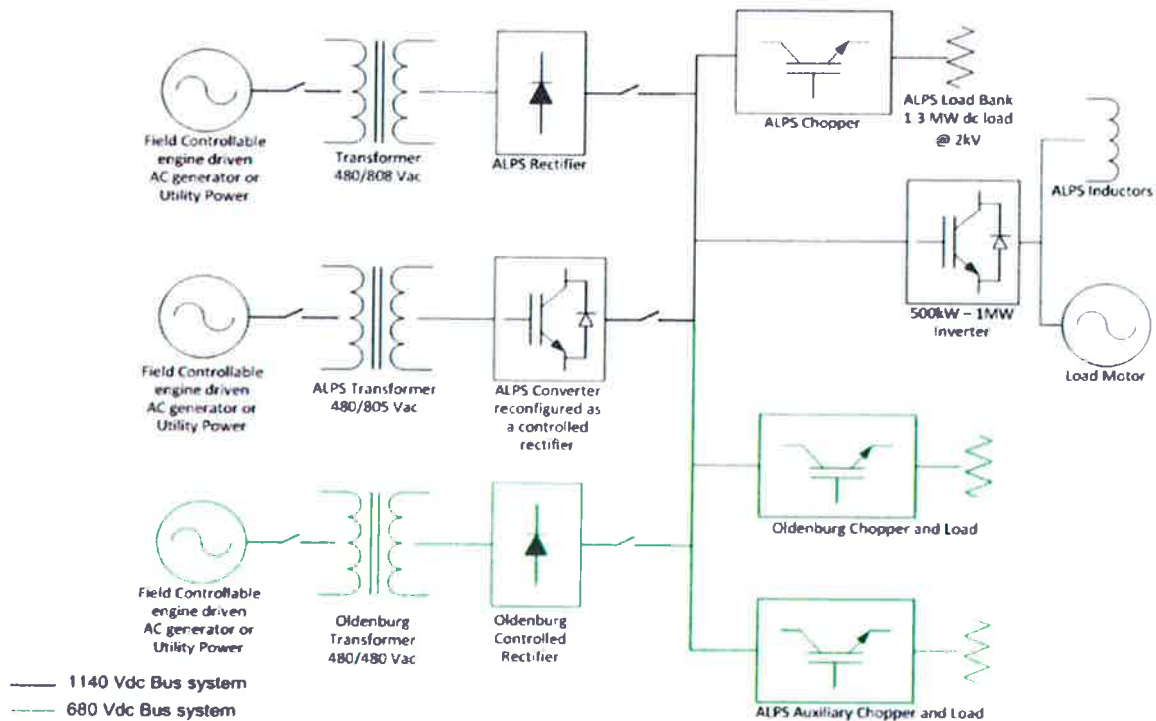 Field Controllable
engine driven
AC generator or
Utility Power
Transformer
480/808 Vac
ALPS Rectifier
ALPS Chopper
ALPS Load Bank
1 3 MW dc load
@ 2kV
ALPS Inductors
500kW – 1MW
Inverter
Load Motor
Field Controllable
engine driven
AC generator or
Utility Power
ALPS Transformer
480/805 Vac
ALPS Converter
reconfigured as
a controlled
rectifier
Oldenburg Chopper and Load
Field Controllable
engine driven
AC generator or
Utility Power
Oldenburg
Transformer
480/480 Vac
Oldenburg
Controlled
Rectifier
ALPS Auxiliary Chopper and Load
1140 Vdc Bus system
680 Vdc Bus system